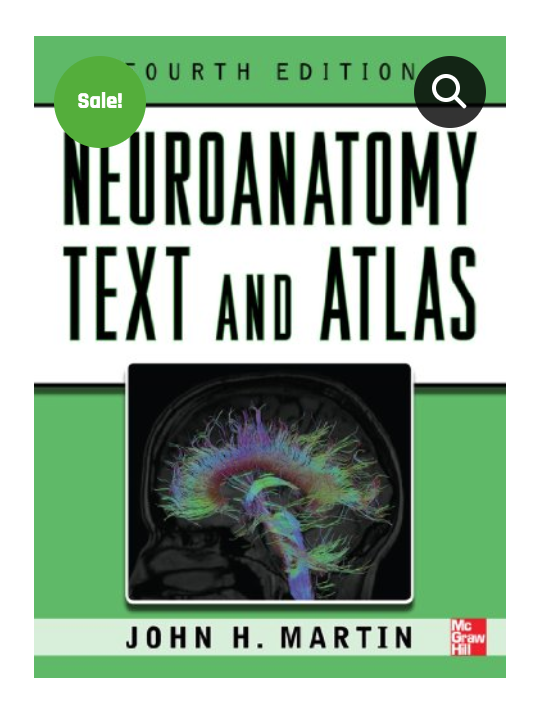 FOURTH EDITION
Sale!
NEUROANATOMY
TEXT AND ATLAS
JOHN H. MARTIN
Mc
Graw
Hill